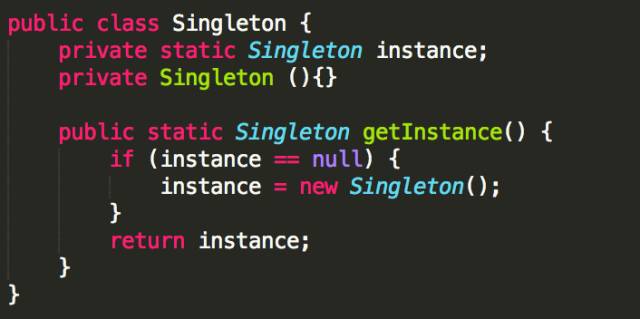 public class Singleton {
    private static Singleton instance;
    private Singleton (){}

    public static Singleton getInstance() {
        if (instance == null) {
            instance = new Singleton();
        }
        return instance;
    }
}